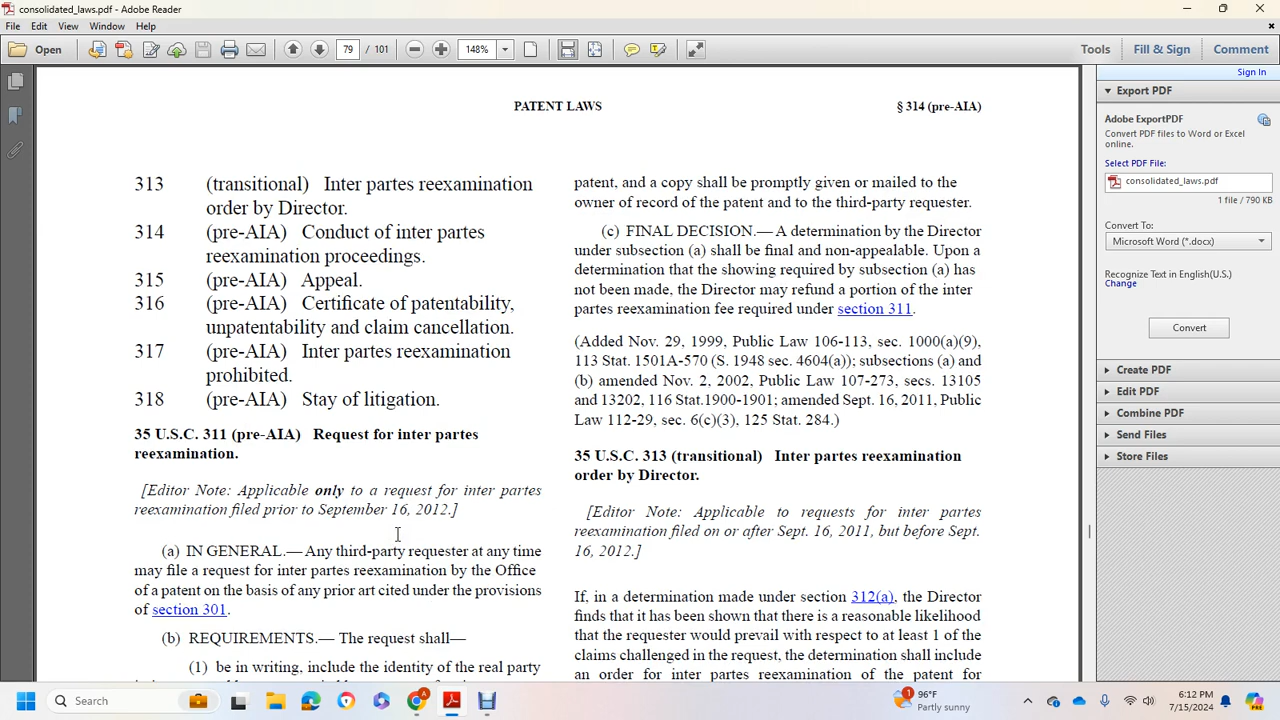 consolidated_laws.pdf - Adobe Reader
File Edit View Window Help
Open 79 / 101 148% Tools Fill & Sign Comment
PATENT LAWS § 314 (pre-AIA)
313 (transitional) Inter partes reexamination
order by Director.
314 (pre-AIA) Conduct of inter partes
reexamination proceedings.
315 (pre-AIA) Appeal.
316 (pre-AIA) Certificate of patentability,
unpatentability and claim cancellation.
317 (pre-AIA) Inter partes reexamination
prohibited.
318 (pre-AIA) Stay of litigation.
35 U.S.C. 311 (pre-AIA) Request for inter partes
reexamination.
[Editor Note: Applicable only to a request for inter partes
reexamination filed prior to September 16, 2012.]
(a) IN GENERAL.— Any third-party requester at any time
may file a request for inter partes reexamination by the Office
of a patent on the basis of any prior art cited under the provisions
of section 301.
(b) REQUIREMENTS.— The request shall—
(1) be in writing, include the identity of the real party
patent, and a copy shall be promptly given or mailed to the
owner of record of the patent and to the third-party requester.
(c) FINAL DECISION.— A determination by the Director
under subsection (a) shall be final and non-appealable. Upon a
determination that the showing required by subsection (a) has
not been made, the Director may refund a portion of the inter
partes reexamination fee required under section 311.
(Added Nov. 29, 1999, Public Law 106-113, sec. 1000(a)(9),
113 Stat. 1501A-570 (S. 1948 sec. 4604(a)); subsections (a) and
(b) amended Nov. 2, 2002, Public Law 107-273, secs. 13105
and 13202, 116 Stat.1900-1901; amended Sept. 16, 2011, Public
Law 112-29, sec. 6(c)(3), 125 Stat. 284.)
35 U.S.C. 313 (transitional) Inter partes reexamination
order by Director.
[Editor Note: Applicable to requests for inter partes
reexamination filed on or after Sept. 16, 2011, but before Sept.
16, 2012.]
If, in a determination made under section 312(a), the Director
finds that it has been shown that there is a reasonable likelihood
that the requester would prevail with respect to at least 1 of the
claims challenged in the request, the determination shall include
an order for inter partes reexamination of the patent for
Sign In
Export PDF
Adobe ExportPDF
Convert PDF files to Word or Excel
online.
Select PDF File:
consolidated_laws.pdf
1 file / 790 KB
Convert To:
Microsoft Word (*.docx)
Recognize Text in English(U.S.)
Change
Convert
Create PDF
Edit PDF
Combine PDF
Send Files
Store Files
Search
96°F
Partly sunny
6:12 PM
7/15/2024